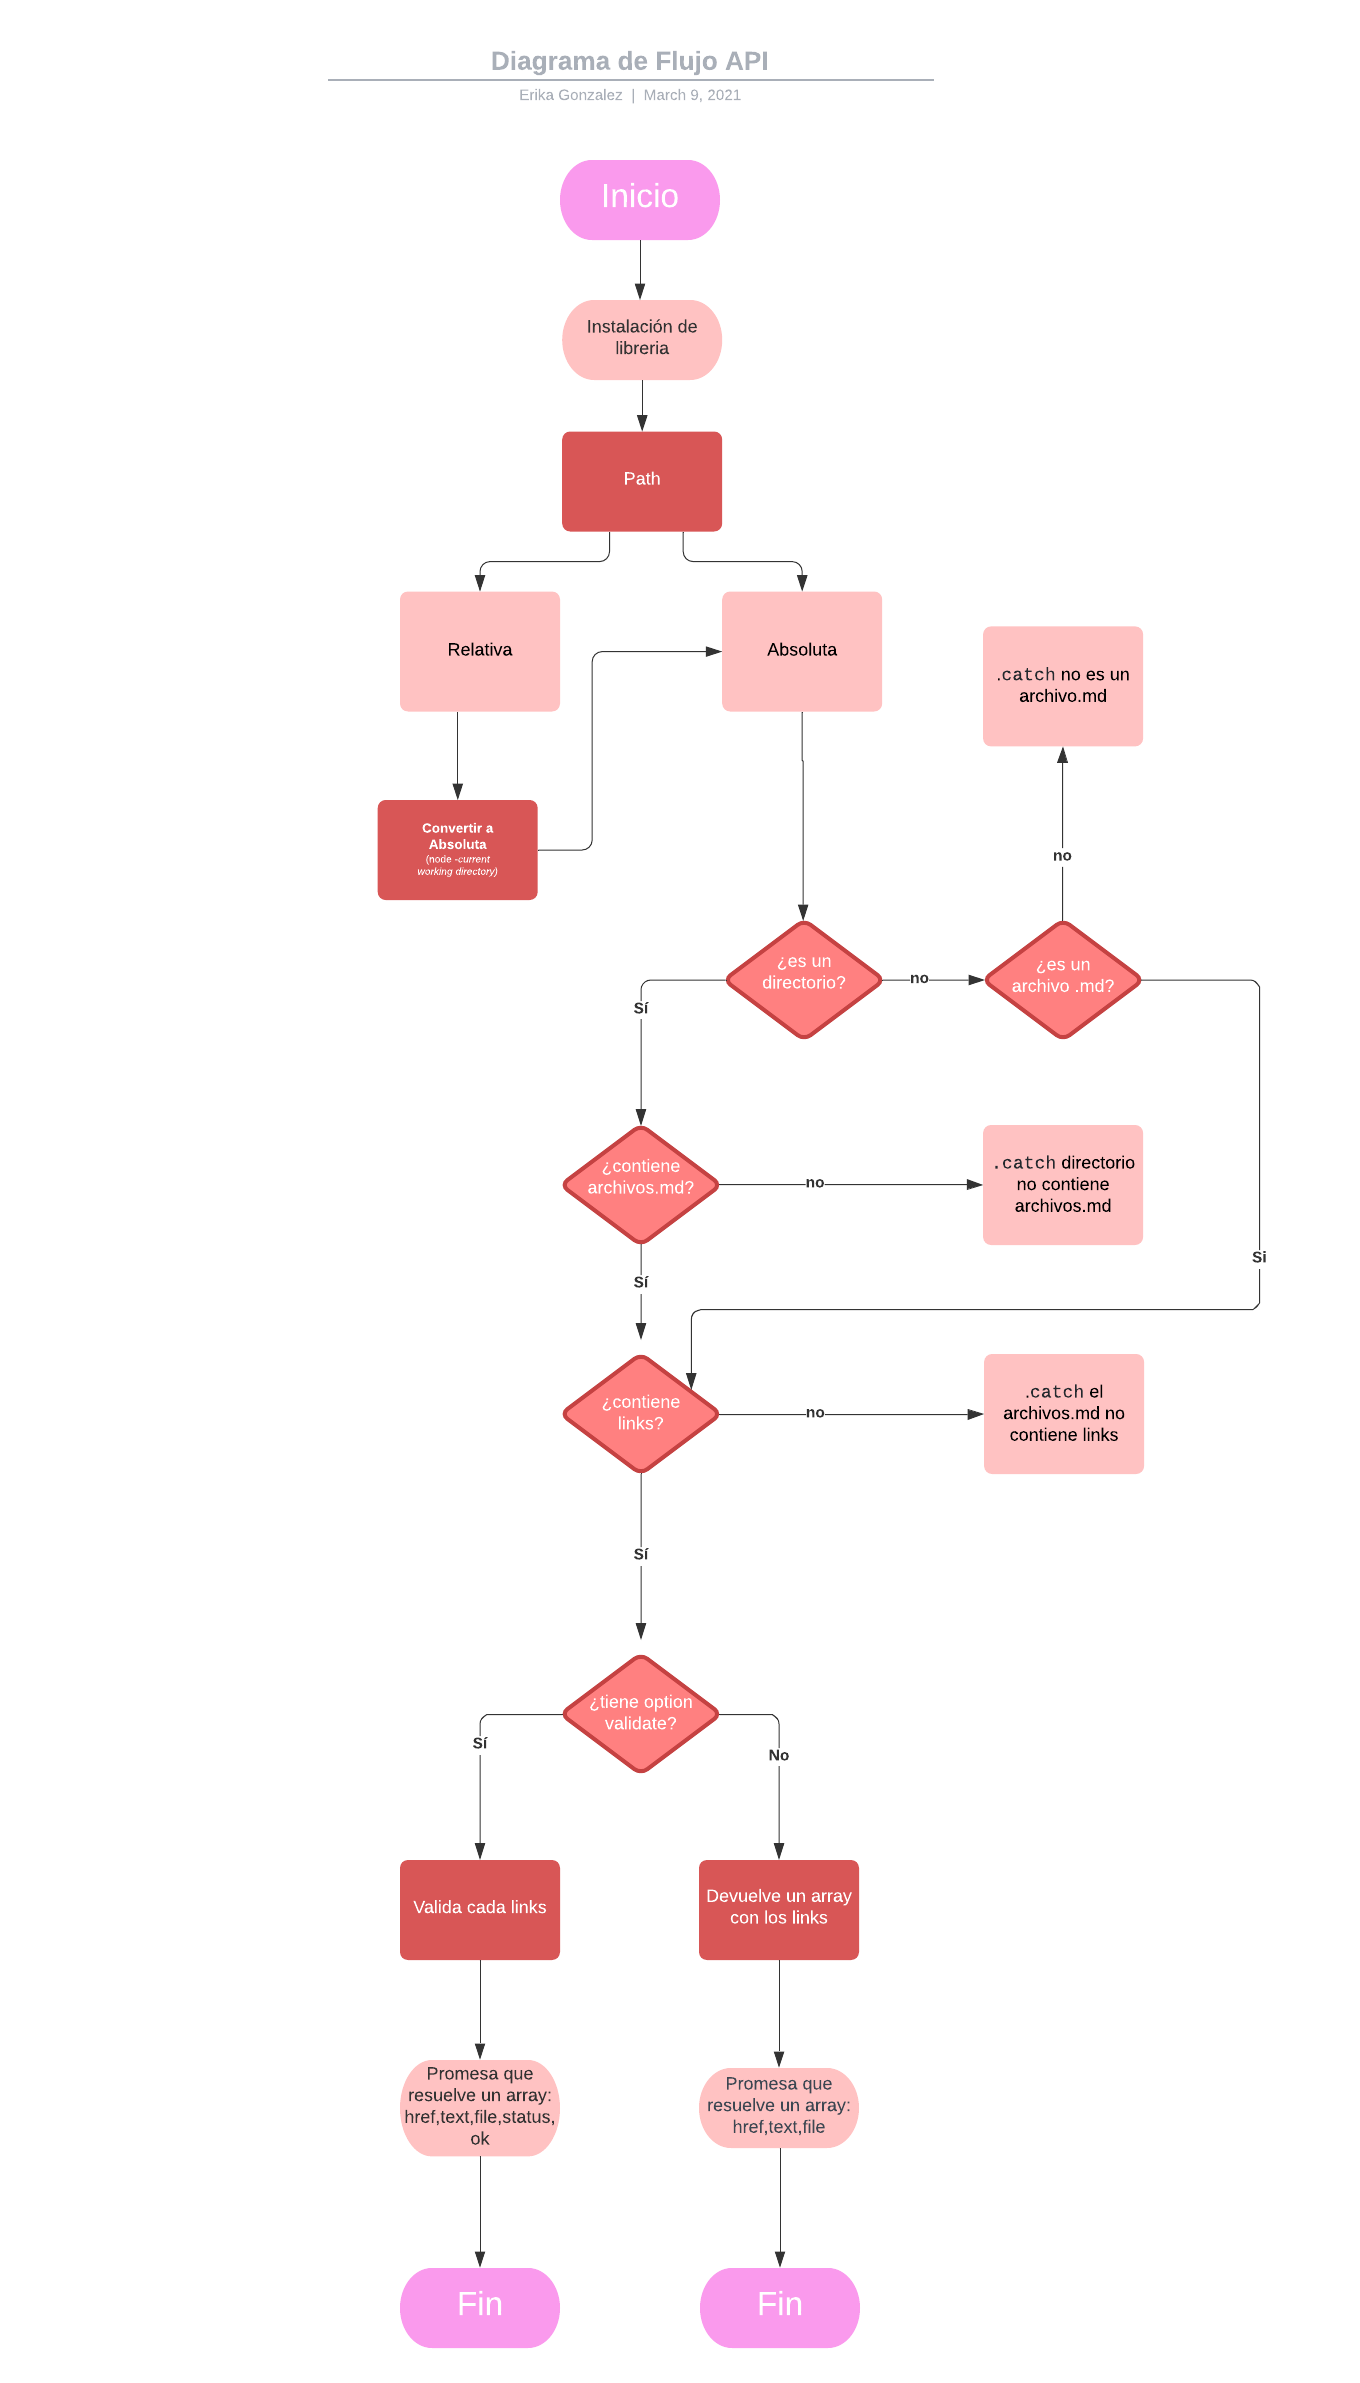 Diagrama de Flujo API
Erika Gonzalez | March 9, 2021
Inicio
Instalación de
libreria
Path
Relativa
Absoluta
.catch no es un
archivo.md
Convertir a
Absoluta
(node -current
working directory)
no
¿es un
directorio?
no
¿es un
archivo .md?
Sí
¿contiene
archivos.md?
no
.catch directorio
no contiene
archivos.md
Sí
Si
¿contiene
links?
no
.catch el
archivos.md no
contiene links
Sí
¿tiene option
validate?
Sí
No
Valida cada links
Devuelve un array
con los links
Promesa que
resuelve un array:
href,text,file,status,
ok
Promesa que
resuelve un array:
href,text,file
Fin
Fin